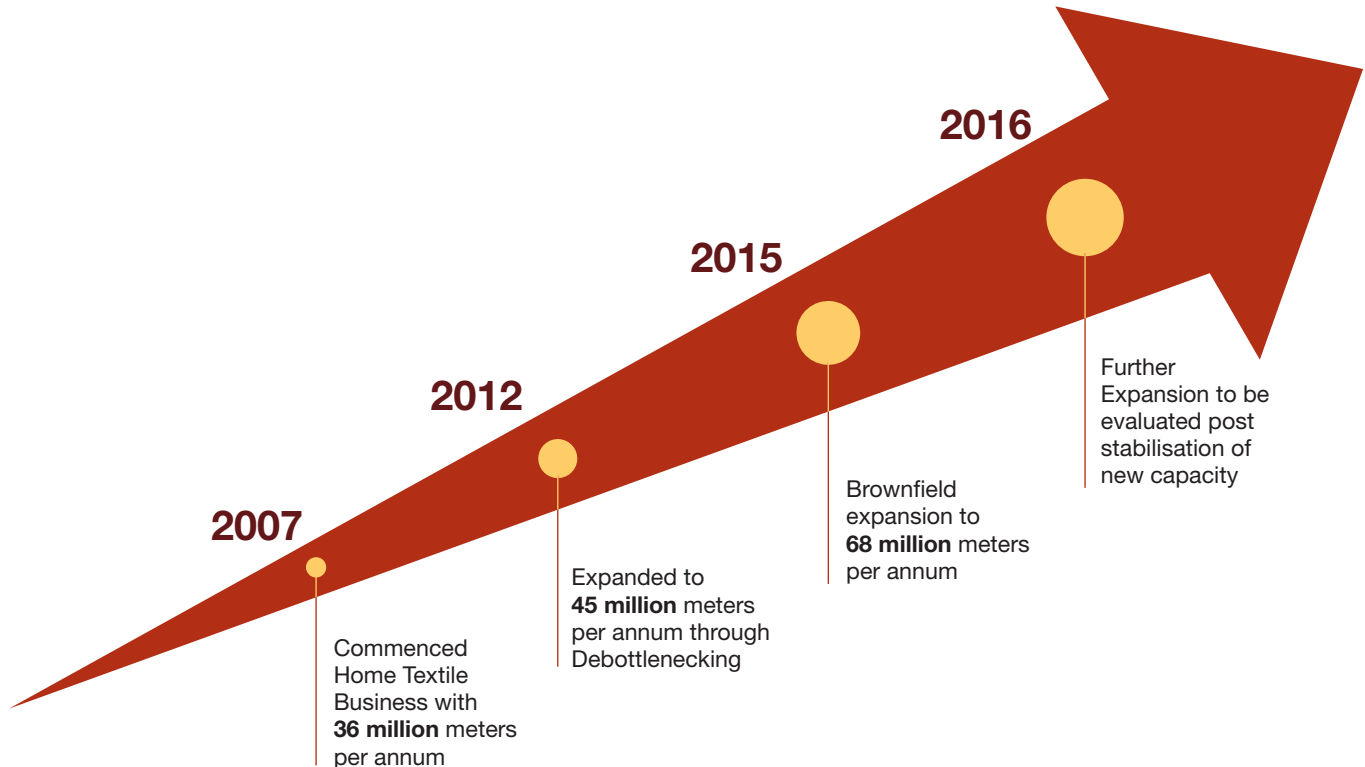 2007
Commenced
Home Textile
Business with
36 million meters
per annum
2012
Expanded to
45 million meters
per annum through
Debottlenecking
2015
Brownfield
expansion to
68 million meters
per annum
2016
Further
Expansion to be
evaluated post
stabilisation of
new capacity